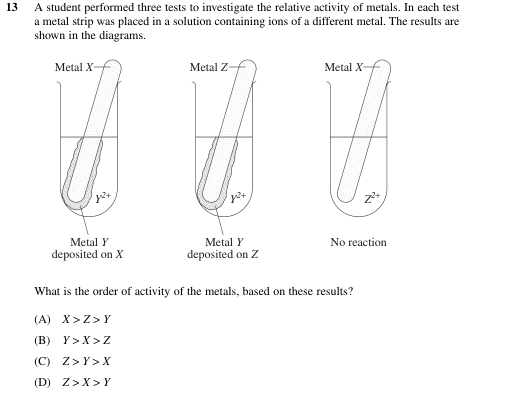 13 A student performed three tests to investigate the relative activity of metals. In each test
a metal strip was placed in a solution containing ions of a different metal. The results are
shown in the diagrams.
Metal X Metal Z Metal X
Y²⁺ Y²⁺ Z²⁺
Metal Y
deposited on X
Metal Y
deposited on Z
No reaction
What is the order of activity of the metals, based on these results?
(A) X > Z > Y
(B) Y > X > Z
(C) Z > Y > X
(D) Z > X > Y